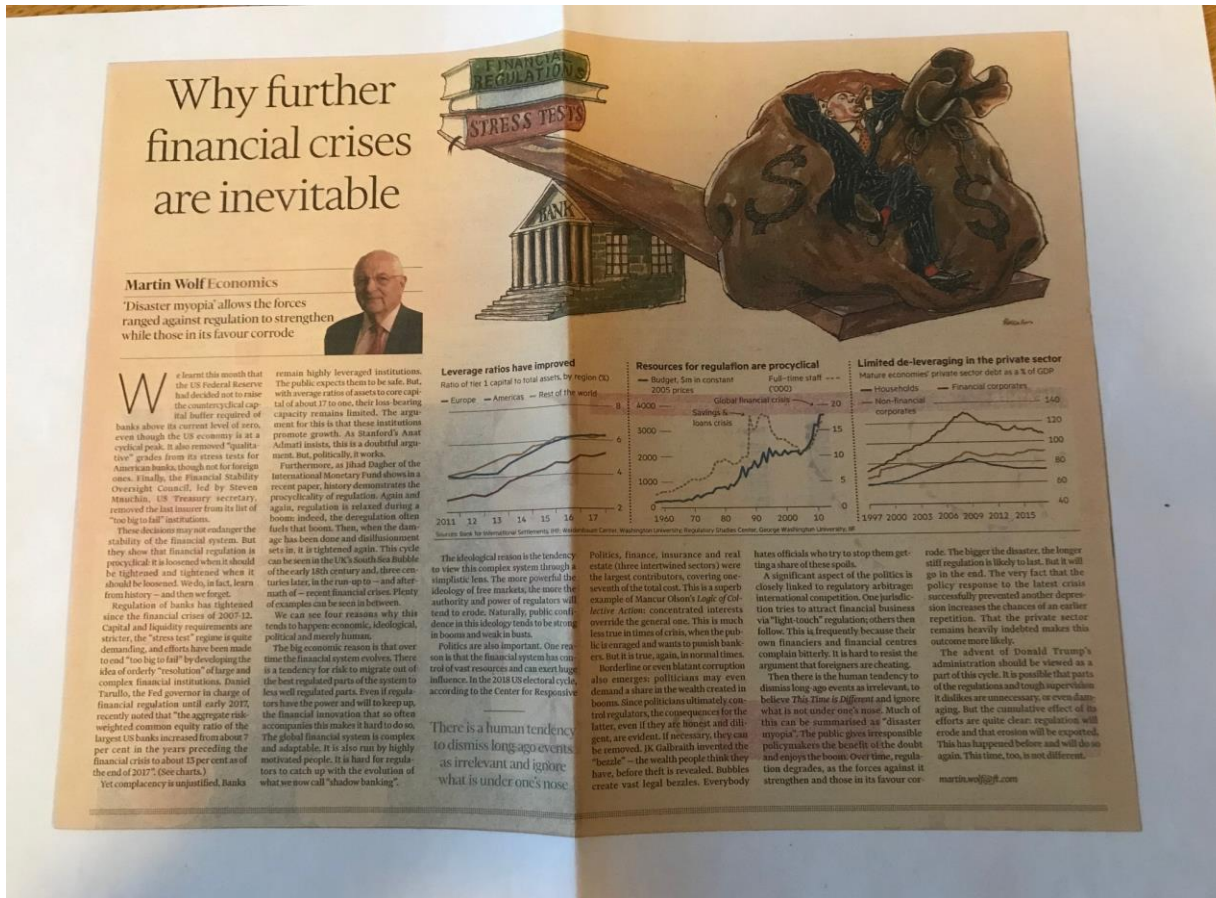 Why further
financial crises
are inevitable
FINANCIAL
REGULATIONS
STRESS TESTS
BANK
$
$
Martin Wolf Economics
'Disaster myopia' allows the forces
ranged against regulation to strengthen
while those in its favour corrode
We learnt this month that
the US Federal Reserve
had decided not to raise
the countercyclical cap-
ital buffer required of
banks above its current level of zero,
even though the US economy is at a
cyclical peak. It also removed "qualita-
tive" grades from its stress tests for
American banks, though not for foreign
ones. Finally, the Financial Stability
Oversight Council, led by Steven
Mnuchin, US Treasury secretary,
removed the last insurer from its list of
"too big to fail" institutions.
These decisions may not endanger the
stability of the financial system. But
they show that financial regulation is
procyclical: it is loosened when it should
be tightened and tightened when it
should be loosened. We do, in fact, learn
from history — and then we forget.
Regulation of banks has tightened
since the financial crises of 2007-12.
Capital and liquidity requirements are
stricter, the "stress test" regime is quite
demanding, and efforts have been made
to end "too big to fail" by developing the
idea of orderly "resolution" of large and
complex financial institutions. Daniel
Tarullo, the Fed governor in charge of
financial regulation until early 2017,
recently noted that "the aggregate risk-
weighted common equity ratio of the
largest US banks increased from about 7
per cent in the years preceding the
financial crisis to about 13 per cent as of
the end of 2017". (See charts.)
Yet complacency is unjustified. Banks
remain highly leveraged institutions.
The public expects them to be safe. But,
with average ratios of assets to core capi-
tal of about 17 to one, their loss-bearing
capacity remains limited. The argu-
ment for this is that these institutions
promote growth. As Stanford's Anat
Admati insists, this is a doubtful argu-
ment. But, politically, it works.
Furthermore, as Jihad Dagher of the
International Monetary Fund shows in a
recent paper, history demonstrates the
procyclicality of regulation. Again and
again, regulation is relaxed during a
boom: indeed, the deregulation often
fuels that boom. Then, when the dam-
age has been done and disillusionment
sets in, it is tightened again. This cycle
can be seen in the UK's South Sea Bubble
of the early 18th century and, three cen-
turies later, in the run-up to — and after-
math of — recent financial crises. Plenty
of examples can be seen in between.
We can see four reasons why this
tends to happen: economic, ideological,
political and merely human.
The big economic reason is that over
time the financial system evolves. There
is a tendency for risk to migrate out of
the best regulated parts of the system to
less well regulated parts. Even if regula-
tors have the power and will to keep up,
the financial innovation that so often
accompanies this makes it hard to do so.
The global financial system is complex
and adaptable. It is also run by highly
motivated people. It is hard for regula-
tors to catch up with the evolution of
what we now call "shadow banking".
Leverage ratios have improved
Ratio of tier 1 capital to total assets, by region (%)
Europe Americas Rest of the world
8
6
4
2
2011 12 13 14 15 16 17
Resources for regulation are procyclical
Budget, $m in constant
2005 prices
Full-time staff
('000)
Global financial crisis
Savings &
loans crisis
4000
3000
2000
1000
0
20
15
10
5
0
1960 70 80 90 2000 10
Limited de-leveraging in the private sector
Mature economies' private sector debt as a % of GDP
Households Financial corporates
Non-financial
corporates
140
120
100
80
60
40
1997 2000 2003 2006 2009 2012 2015
Sources: Bank for International Settlements; Washington University, Regulatory Studies Center, George Washington University;
The ideological reason is the tendency
to view this complex system through a
simplistic lens. The more powerful the
ideology of free markets, the more the
authority and power of regulators will
tend to erode. Naturally, public confi-
dence in this ideology tends to be strong
in booms and weak in busts.
Politics are also important. One rea-
son is that the financial system has con-
trol of vast resources and can exert huge
influence. In the 2018 US electoral cycle,
according to the Center for Responsive
There is a human tendency
to dismiss long-ago events
as irrelevant and ignore
what is under one's nose
Politics, finance, insurance and real
estate (three intertwined sectors) were
the largest contributors, covering one-
seventh of the total cost. This is a superb
example of Mancur Olson's Logic of Col-
lective Action: concentrated interests
override the general one. This is much
less true in times of crisis, when the pub-
lic is enraged and wants to punish bank-
ers. But it is true, again, in normal times.
Borderline or even blatant corruption
also emerges: politicians may even
demand a share in the wealth created in
booms. Since politicians ultimately con-
trol regulators, the consequences for the
latter, even if they are honest and dili-
gent, are evident. If necessary, they can
be removed. JK Galbraith invented the
"bezzle" — the wealth people think they
have, before theft is revealed. Bubbles
create vast legal bezzles. Everybody
hates officials who try to stop them get-
ting a share of these spoils.
A significant aspect of the politics is
closely linked to regulatory arbitrage:
international competition. One jurisdic-
tion tries to attract financial business
via "light-touch" regulation; others then
follow. This is frequently because their
own financiers and financial centres
complain bitterly. It is hard to resist the
argument that foreigners are cheating.
Then there is the human tendency to
dismiss long-ago events as irrelevant, to
believe This Time is Different and ignore
what is not under one's nose. Much of
this can be summarised as "disaster
myopia". The public gives irresponsible
policymakers the benefit of the doubt
and enjoys the boom. Over time, regula-
tion degrades, as the forces against it
strengthen and those in its favour cor-
rode. The bigger the disaster, the longer
stiff regulation is likely to last. But it will
go in the end. The very fact that the
policy response to the latest crisis
successfully prevented another depres-
sion increases the chances of an earlier
repetition. That the private sector
remains heavily indebted makes this
outcome more likely.
The advent of Donald Trump's
administration should be viewed as a
part of this cycle. It is possible that parts
of the regulations and tough supervision
it dislikes are unnecessary, or even dam-
aging. But the cumulative effect of its
efforts are quite clear: regulation will
erode and that erosion will be exported.
This has happened before and will do so
again. This time, too, is not different.
martin.wolf@ft.com